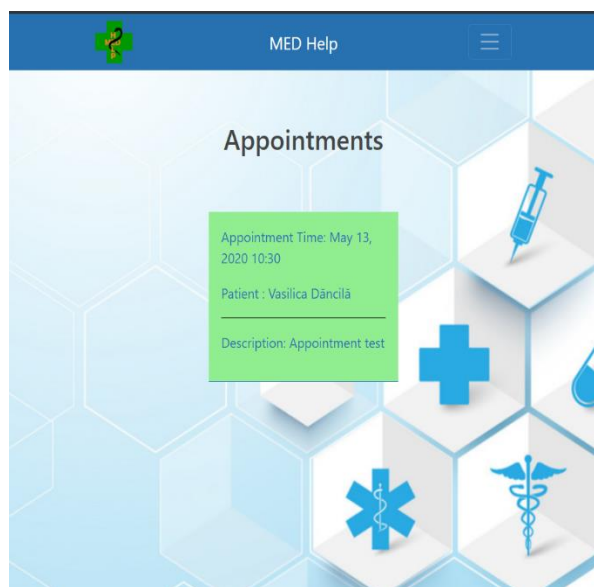 MED Help
Appointments
Appointment Time: May 13,
2020 10:30
Patient : Vasilica Dăncilă
Description: Appointment test